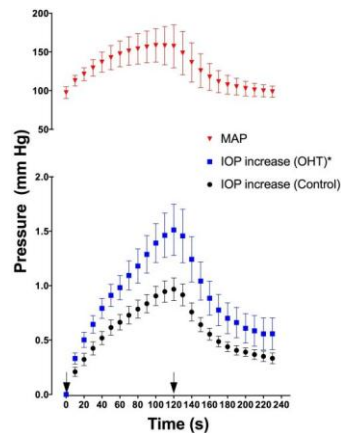 200
150
100
50
MAP
IOP increase (OHT)*
IOP increase (Control)
Pressure (mm Hg)
2.0
1.5
1.0
0.5
0.0
0 20 40 60 80 100 120 140 160 180 200 220 240
Time (s)